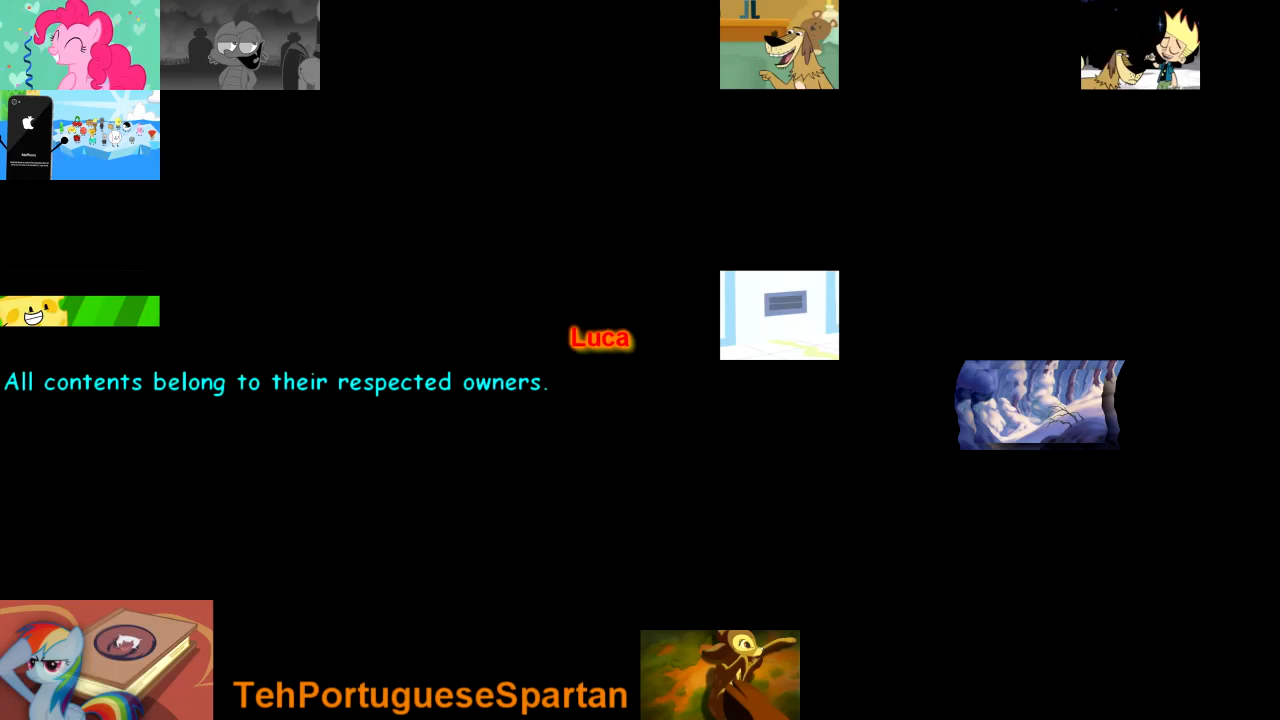 Luca
All contents belong to their respected owners.
TehPortugueseSpartan